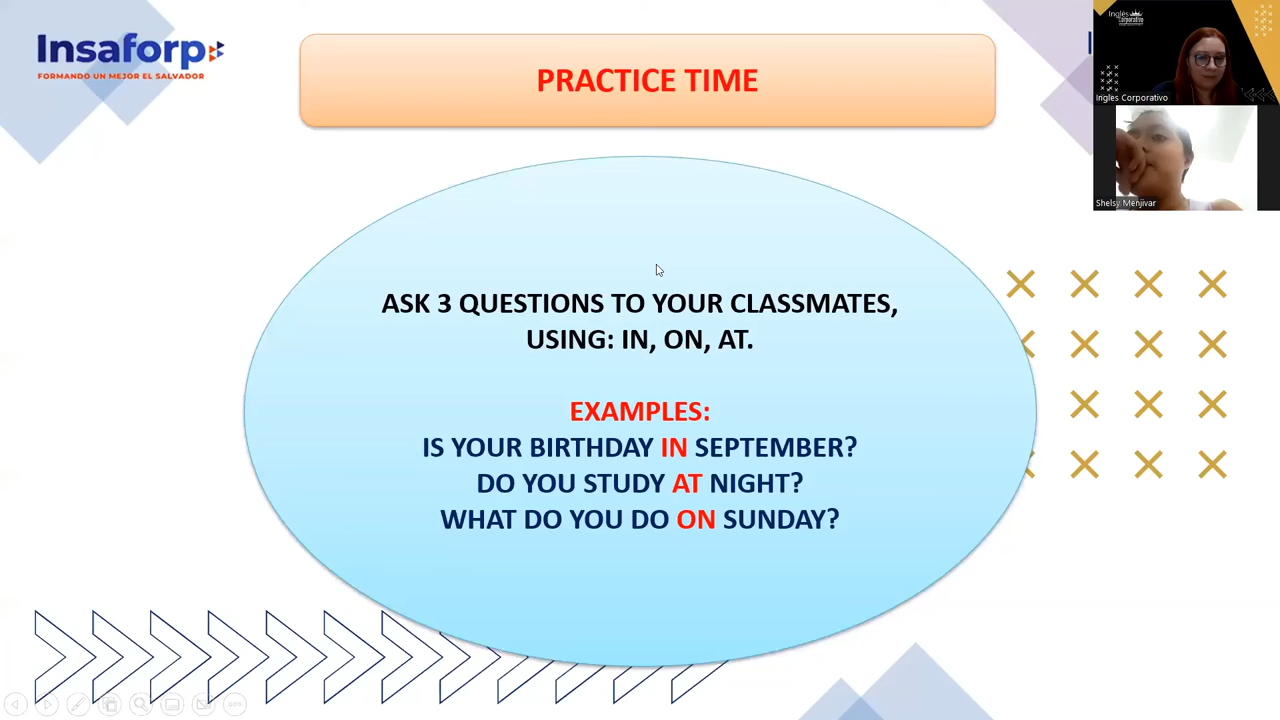 Insaforp
FORMANDO UN MEJOR EL SALVADOR
PRACTICE TIME
ASK 3 QUESTIONS TO YOUR CLASSMATES,
USING: IN, ON, AT.
EXAMPLES:
IS YOUR BIRTHDAY IN SEPTEMBER?
DO YOU STUDY AT NIGHT?
WHAT DO YOU DO ON SUNDAY?
Inglés
Corporativo
Ingles Corporativo
Shelsy Menjivar